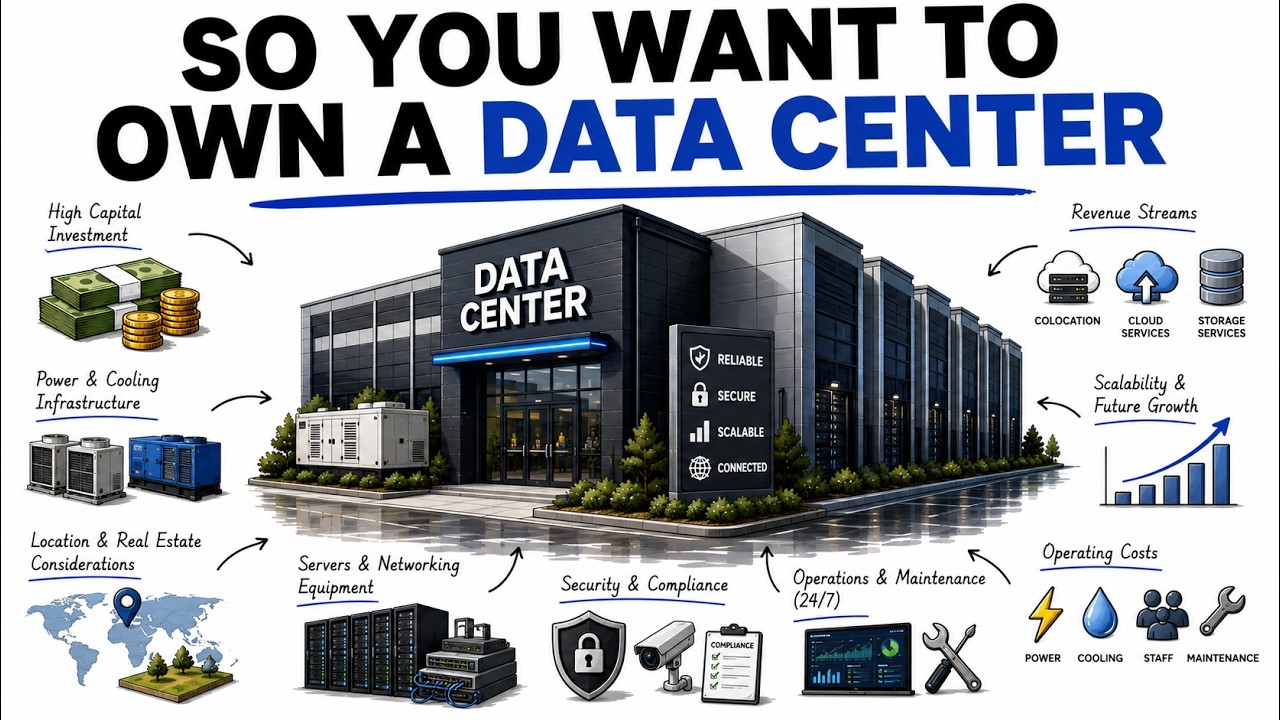 SO YOU WANT TO
OWN A DATA CENTER
High Capital
Investment
Power & Cooling
Infrastructure
Location & Real Estate
Considerations
DATA
CENTER
RELIABLE
SECURE
SCALABLE
CONNECTED
Revenue Streams
COLOCATION
CLOUD
SERVICES
STORAGE
SERVICES
Scalability &
Future Growth
Servers & Networking
Equipment
Security & Compliance
COMPLIANCE
Operations & Maintenance
(24/7)
Operating Costs
POWER
COOLING
STAFF
MAINTENANCE